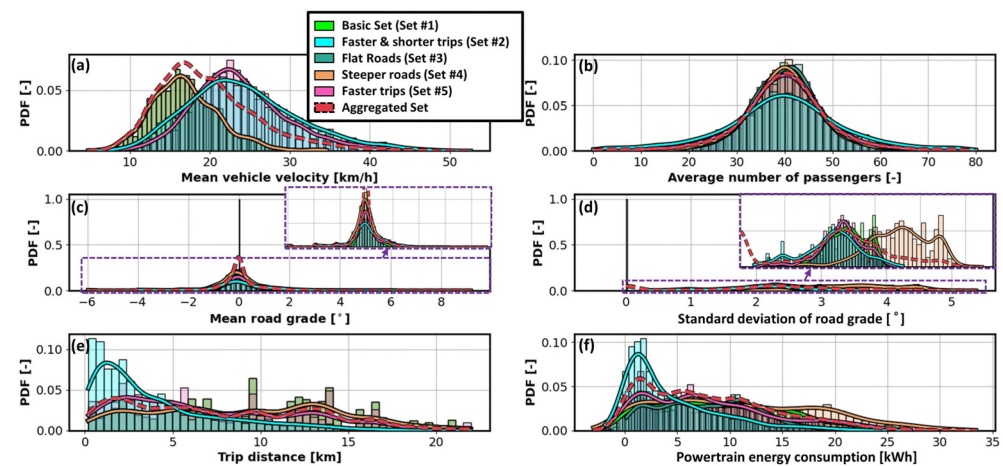 Basic Set (Set #1)
Faster & shorter trips (Set #2)
Flat Roads (Set #3)
Steeper roads (Set #4)
Faster trips (Set #5)
Aggregated Set
(a)
PDF [-]
0.05
0.00
10
20
30
40
50
Mean vehicle velocity [km/h]
(b)
PDF [-]
0.10
0.05
0.00
0
10
20
30
40
50
60
70
80
Average number of passengers [-]
(c)
PDF [-]
1.0
0.5
0.0
−6
−4
−2
0
2
4
6
8
Mean road grade [˚]
(d)
PDF [-]
1.0
0.5
0.0
0
1
2
3
4
5
Standard deviation of road grade [˚]
(e)
PDF [-]
0.10
0.05
0.00
0
5
10
15
20
Trip distance [km]
(f)
PDF [-]
0.10
0.05
0.00
0
5
10
15
20
25
30
35
Powertrain energy consumption [kWh]